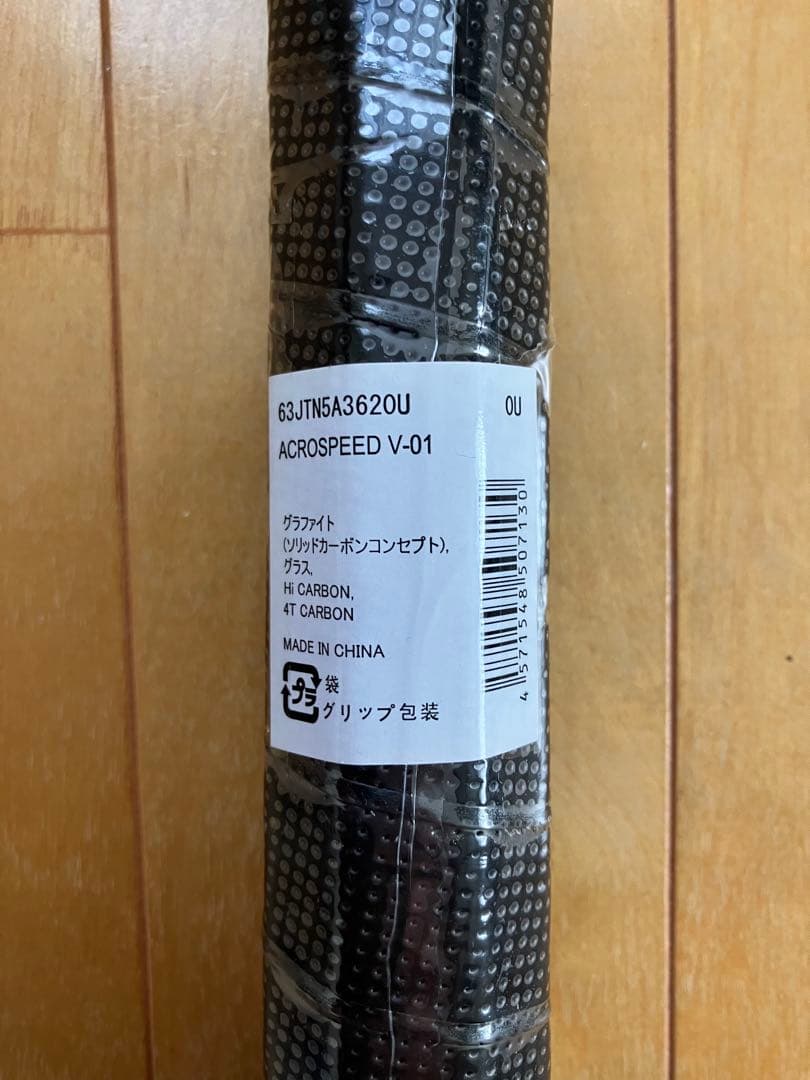 63JTN5A3620U 0U
ACROSPEED V-01
グラファイト
(ソリッドカーボンコンセプト),
グラス,
Hi CARBON,
4T CARBON
MADE IN CHINA
プラ 袋
グリップ包装
4571548507130